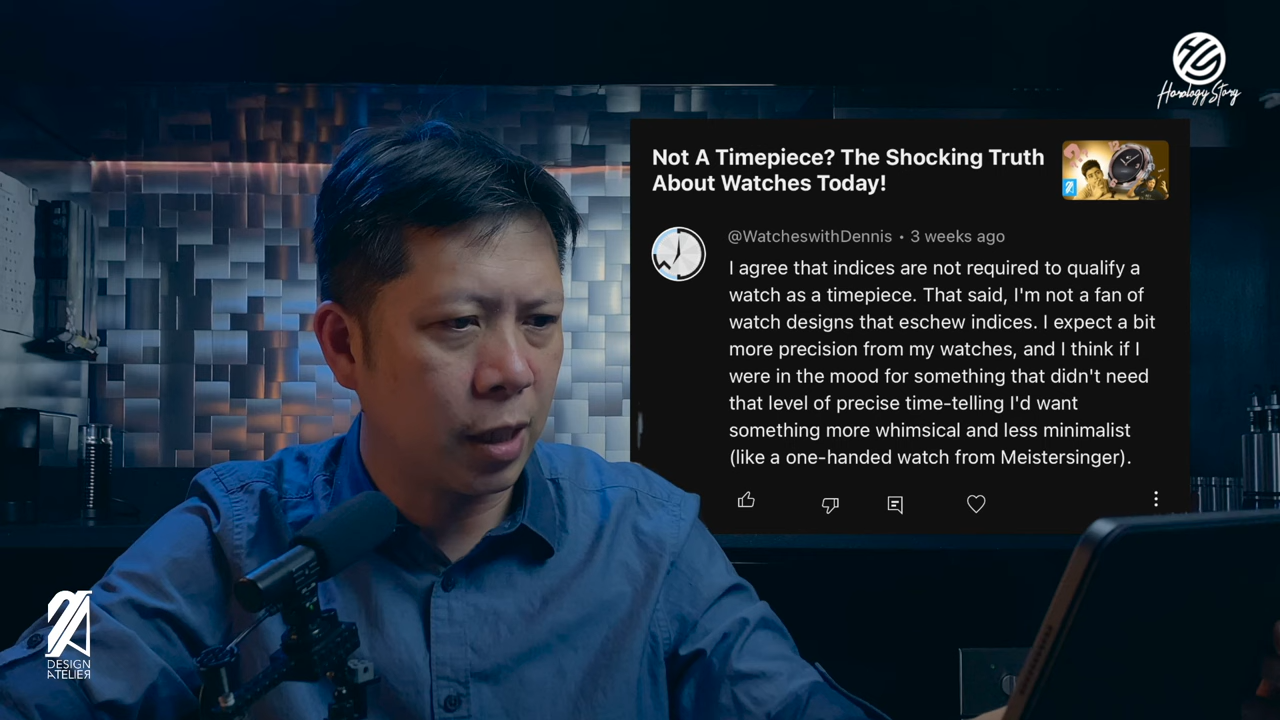 Horology Story
Not A Timepiece? The Shocking Truth
About Watches Today!
@WatcheswithDennis • 3 weeks ago
I agree that indices are not required to qualify a
watch as a timepiece. That said, I'm not a fan of
watch designs that eschew indices. I expect a bit
more precision from my watches, and I think if I
were in the mood for something that didn't need
that level of precise time-telling I'd want
something more whimsical and less minimalist
(like a one-handed watch from Meistersinger).
DESIGN
ATELIER